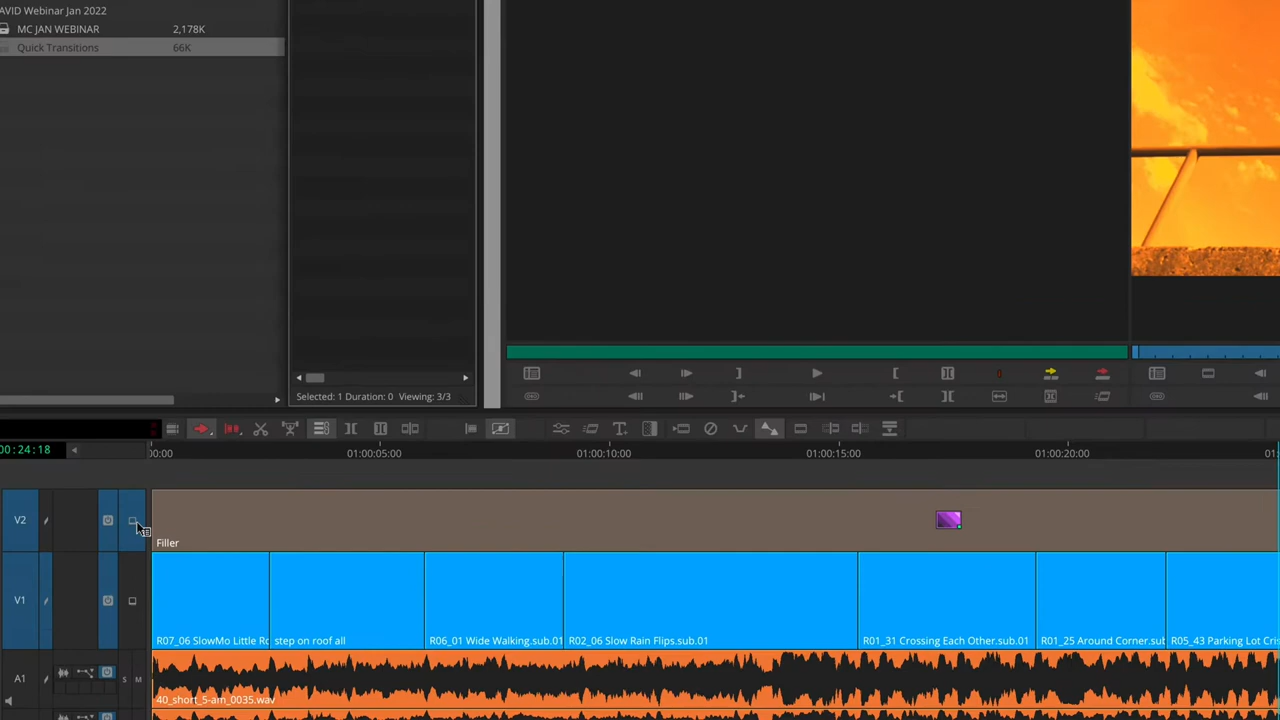 AVID Webinar Jan 2022
MC JAN WEBINAR 2,178K
Quick Transitions 66K
Selected: 1 Duration: 0 Viewing: 3/3
00:24:18
00:00 01:00:05:00 01:00:10:00 01:00:15:00 01:00:20:00 01:
V2
Filler
V1
R07_06 SlowMo Little Ro step on roof all R06_01 Wide Walking.sub.01 R02_06 Slow Rain Flips.sub.01 R01_31 Crossing Each Other.sub.01 R01_25 Around Corner.sub R05_43 Parking Lot Cris
A1 S M
40_short_5-am_0035.wav